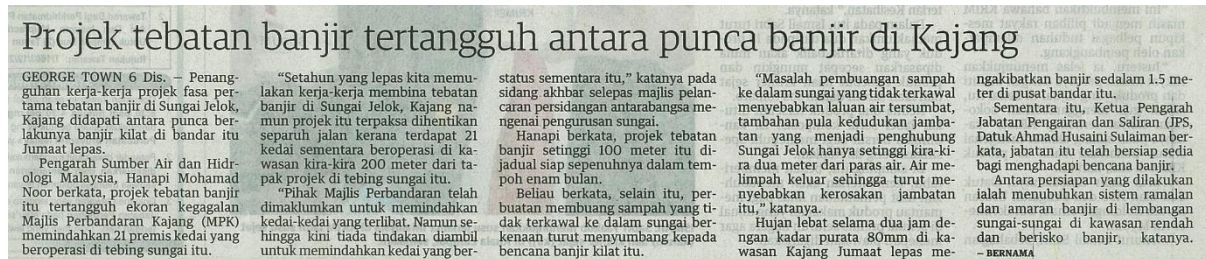 Projek tebatan banjir tertangguh antara punca banjir di Kajang
GEORGE TOWN 6 Dis. — Penang-
guhan kerja-kerja projek fasa per-
tama tebatan banjir di Sungai Jelok,
Kajang didapati antara punca ber-
lakunya banjir kilat di bandar itu
Jumaat lepas.
Pengarah Sumber Air dan Hidr-
ologi Malaysia, Hanapi Mohamad
Noor berkata, projek tebatan banjir
itu tertangguh ekoran kegagalan
Majlis Perbandaran Kajang (MPK)
memindahkan 21 premis kedai yang
beroperasi di tebing sungai itu.
"Setahun yang lepas kita memu-
lakan kerja-kerja membina tebatan
banjir di Sungai Jelok, Kajang na-
mun projek itu terpaksa dihentikan
separuh jalan kerana terdapat 21
kedai sementara beroperasi di ka-
wasan kira-kira 200 meter dari ta-
pak projek di tebing sungai itu.
"Pihak Majlis Perbandaran telah
dimaklumkan untuk memindahkan
kedai-kedai yang terlibat. Namun se-
hingga kini tiada tindakan diambil
untuk memindahkan kedai yang ber-
status sementara itu," katanya pada
sidang akhbar selepas majlis pelan-
caran persidangan antarabangsa me-
ngenai pengurusan sungai.
Hanapi berkata, projek tebatan
banjir setinggi 100 meter itu di-
jadual siap sepenuhnya dalam tem-
poh enam bulan.
Beliau berkata, selain itu, per-
buatan membuang sampah yang ti-
dak terkawal ke dalam sungai ber-
kenaan turut menyumbang kepada
bencana banjir kilat itu.
"Masalah pembuangan sampah
ke dalam sungai yang tidak terkawal
menyebabkan laluan air tersumbat,
tambahan pula kedudukan jamba-
tan yang menjadi penghubung
Sungai Jelok hanya setinggi kira-ki-
ra dua meter dari paras air. Air me-
limpah keluar sehingga turut me-
nyebabkan kerosakan jambatan
itu," katanya.
Hujan lebat selama dua jam de-
ngan kadar purata 80mm di ka-
wasan Kajang Jumaat lepas me-
ngakibatkan banjir sedalam 1.5 me-
ter di pusat bandar itu.
Sementara itu, Ketua Pengarah
Jabatan Pengairan dan Saliran (JPS,
Datuk Ahmad Husaini Sulaiman ber-
kata, jabatan itu telah bersiap sedia
bagi menghadapi bencana banjir.
Antara persiapan yang dilakukan
ialah menubuhkan sistem ramalan
dan amaran banjir di lembangan
sungai-sungai di kawasan rendah
dan berisiko banjir, katanya.
– BERNAMA